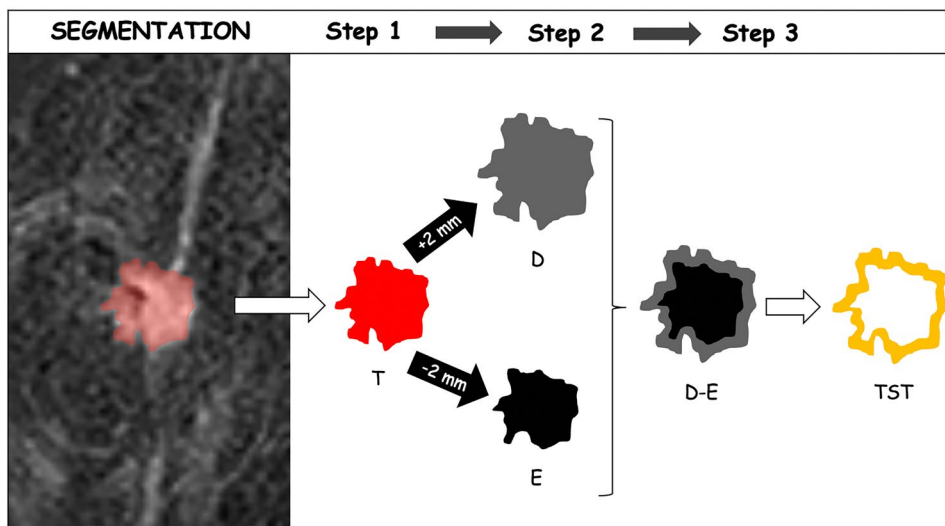 SEGMENTATION Step 1 Step 2 Step 3
D
+2 mm
T
-2 mm
E
D-E
TST